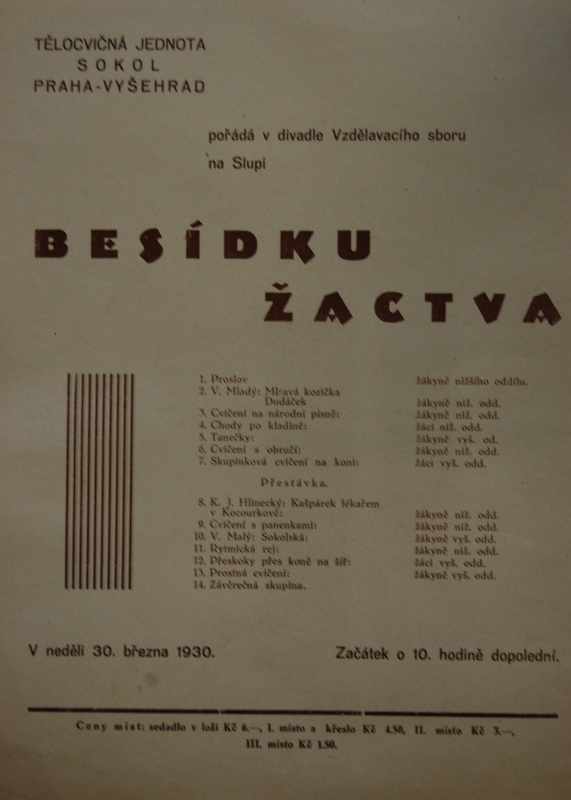 TĚLOCVIČNÁ JEDNOTA
SOKOL
PRAHA-VYŠEHRAD
pořádá v divadle Vzdělavacího sboru
na Slupi
BESÍDKU
ŽACTVA
1. Proslov žákyně nižšího oddílu.
2. V. Mladý: Mlsavá kozička
Dudáček žákyně niž. odd.
3. Cvičení na národní písně: žákyně niž. odd.
4. Chody po kladině: žáci niž. odd.
5. Tanečky: žákyně vyš. od.
6. Cvičení s obručí: žákyně niž. odd.
7. Skupinková cvičení na koni: žáci vyš. odd.
Přestávka.
8. K. J. Hlinecký: Kašpárek lékařem
v Kocourkově: žákyně niž. odd.
9. Cvičení s panenkami: žákyně niž. odd.
10. V. Malý: Sokolská: žákyně vyš. odd.
11. Rytmická rej: žákyně niž. odd.
12. Přeskoky přes koně na šíř: žáci vyš. odd.
13. Prostná cvičení: žákyně vyš. odd.
14. Závěrečná skupina.
V neděli 30. března 1930. Začátek o 10. hodině dopolední.
Ceny míst: sedadlo v loži Kč 6.—, I. místo a křeslo Kč 4.50, II. místo Kč 3.—,
III. místo Kč 1.50.